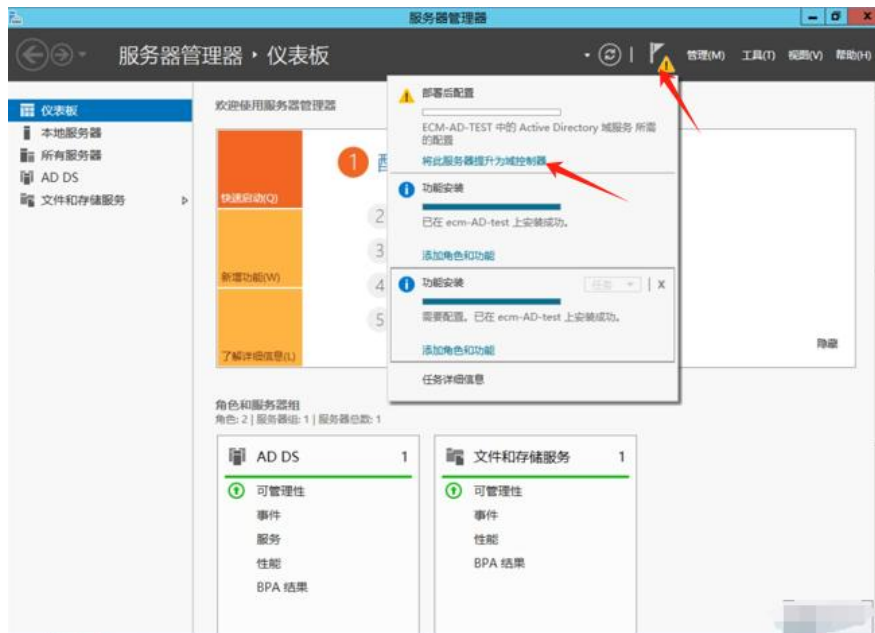 服务器管理器
服务器管理器 · 仪表板
管理(M) 工具(T) 视图(V) 帮助(H)
仪表板
本地服务器
所有服务器
AD DS
文件和存储服务
欢迎使用服务器管理器
快速启动(Q)
新增功能(W)
了解详细信息(L)
1
2
3
4
5
部署后配置
ECM-AD-TEST 中的 Active Directory 域服务 所需
的配置
将此服务器提升为域控制器
功能安装
已在 ecm-AD-test 上安装成功。
添加角色和功能
功能安装
任务
X
需要配置。已在 ecm-AD-test 上安装成功。
添加角色和功能
任务详细信息
隐藏
角色和服务器组
角色: 2 | 服务器组: 1 | 服务器总数: 1
AD DS 1
可管理性
事件
服务
性能
BPA 结果
文件和存储服务 1
可管理性
事件
性能
BPA 结果